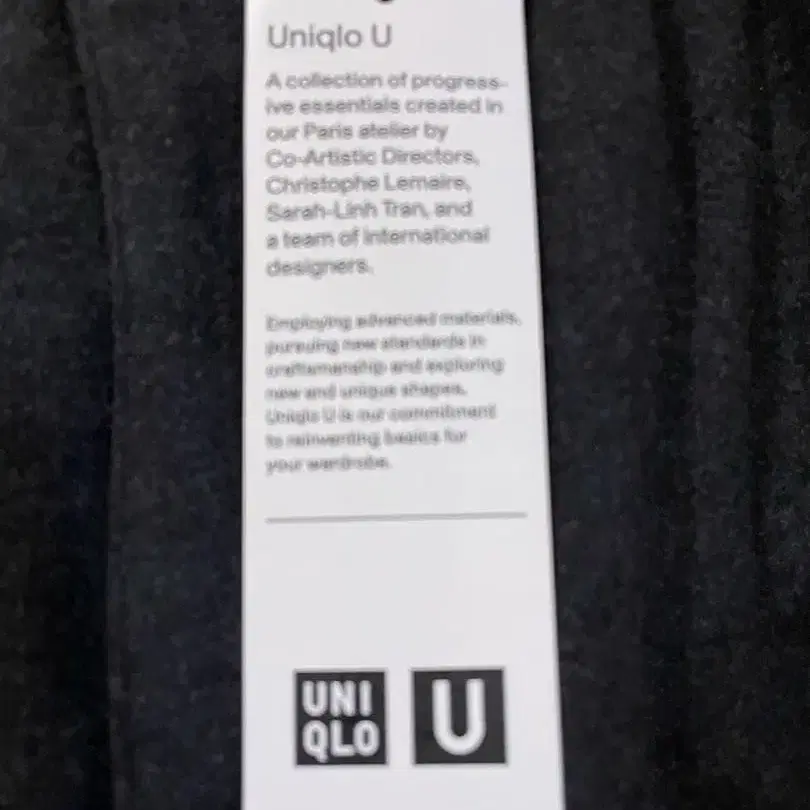 Uniqlo U
A collection of progress-
ive essentials created in
our Paris atelier by
Co-Artistic Directors,
Christophe Lemaire,
Sarah-Linh Tran, and
a team of international
designers.
Employing advanced materials,
pursuing new standards in
craftsmanship and exploring
new and unique shapes,
Uniqlo U is our commitment
to reinventing basics for
your wardrobe.
UNI
QLO
U